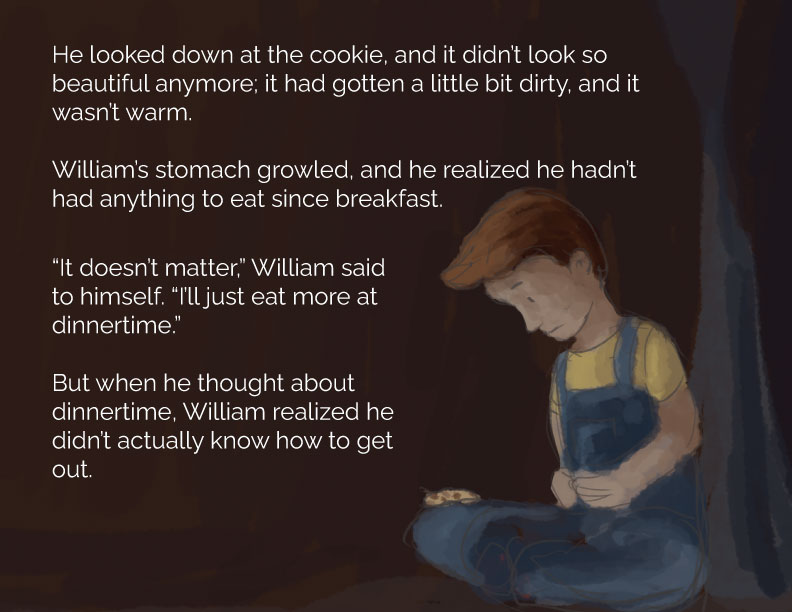 He looked down at the cookie, and it didn’t look so
beautiful anymore; it had gotten a little bit dirty, and it
wasn’t warm.
William’s stomach growled, and he realized he hadn’t
had anything to eat since breakfast.
“It doesn’t matter,” William said
to himself. “I’ll just eat more at
dinnertime.”
But when he thought about
dinnertime, William realized he
didn’t actually know how to get
out.